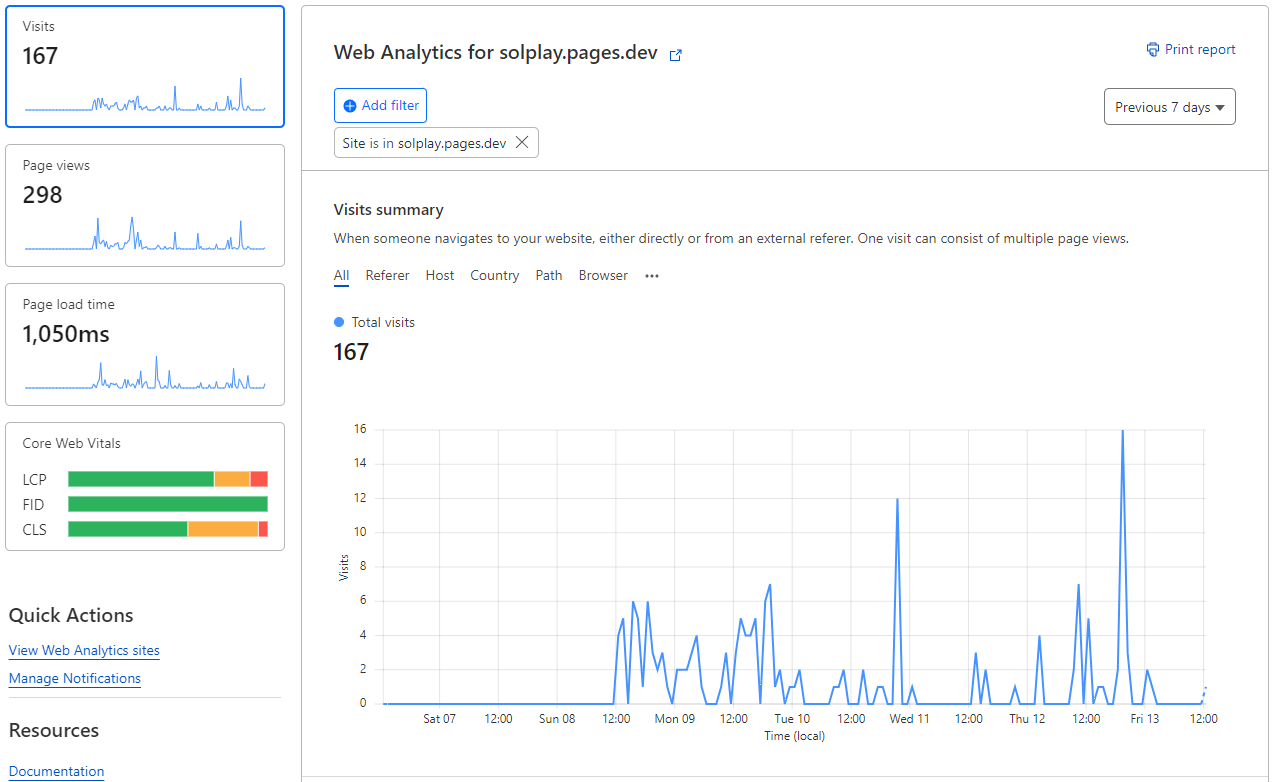 Visits
167
Page views
298
Page load time
1,050ms
Core Web Vitals
LCP
FID
CLS
Quick Actions
View Web Analytics sites
Manage Notifications
Resources
Documentation
Web Analytics for solplay.pages.dev
Print report
Add filter
Previous 7 days
Site is in solplay.pages.dev
Visits summary
When someone navigates to your website, either directly or from an external referer. One visit can consist of multiple page views.
All Referer Host Country Path Browser •••
Total visits
167
16
14
12
10
8
6
4
2
0
Visits
Sat 07 12:00 Sun 08 12:00 Mon 09 12:00 Tue 10 12:00 Wed 11 12:00 Thu 12 12:00 Fri 13 12:00
Time (local)